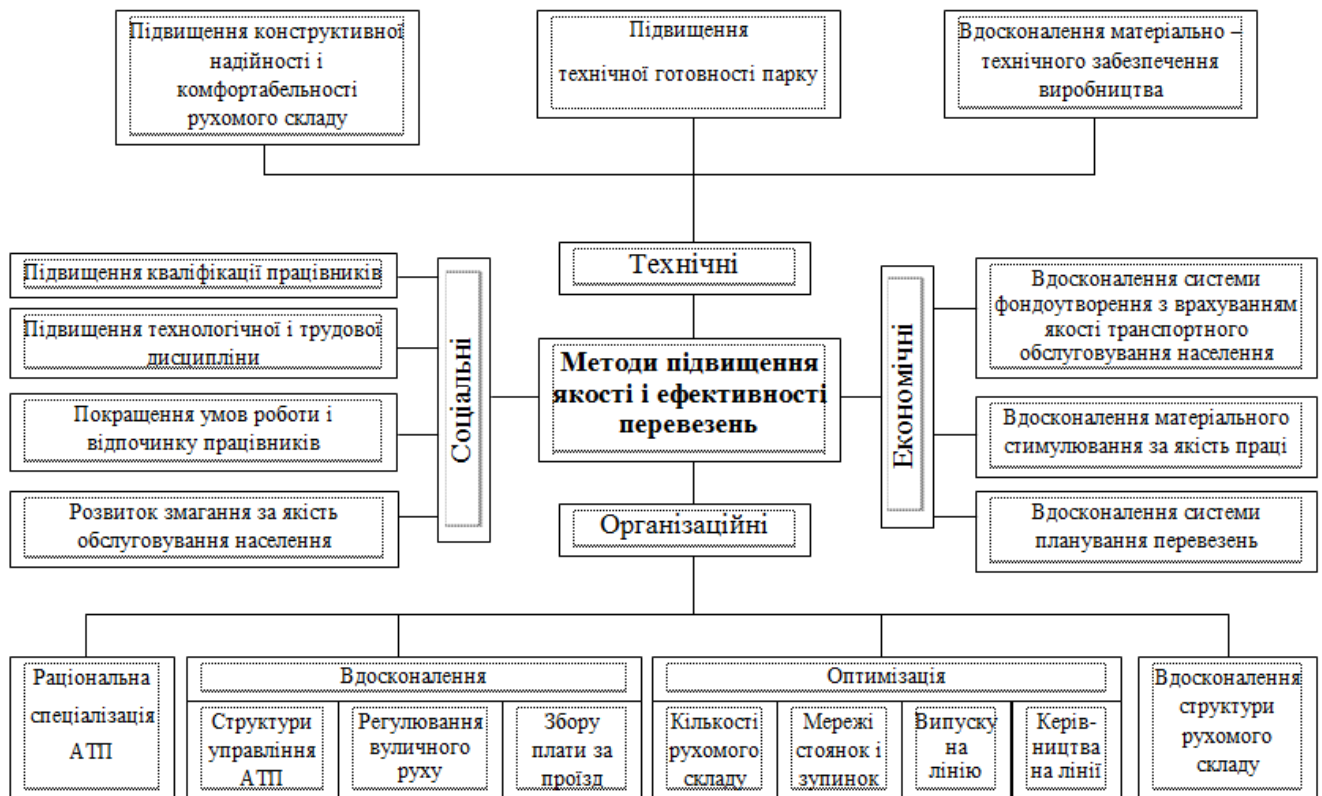 Підвищення конструктивної
надійності і
комфортабельності
рухомого складу
Підвищення
технічної готовності парку
Вдосконалення матеріально –
технічного забезпечення
виробництва
Технічні
Підвищення кваліфікації працівників
Підвищення технологічної і трудової
дисципліни
Покращення умов роботи і
відпочинку працівників
Розвиток змагання за якість
обслуговування населення
Соціальні
Методи підвищення
якості і ефективності
перевезень
Економічні
Вдосконалення системи
фондоутворення з врахуванням
якості транспортного
обслуговування населення
Вдосконалення матеріального
стимулювання за якість праці
Вдосконалення системи
планування перевезень
Організаційні
Раціональна
спеціалізація
АТП
Вдосконалення
Структури
управління
АТП
Регулювання
вуличного
руху
Збору
плати за
проїзд
Оптимізація
Кількості
рухомого
складу
Мережі
стоянок і
зупинок
Випуску
на
лінію
Керів-
ництва
на лінії
Вдосконалення
структури
рухомого
складу